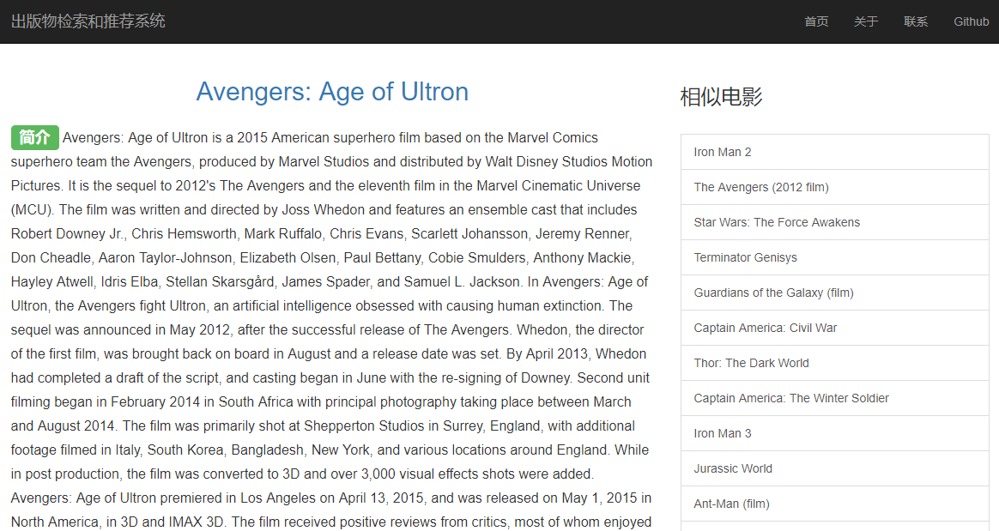 出版物检索和推荐系统
首页 关于 联系 Github
Avengers: Age of Ultron
简介 Avengers: Age of Ultron is a 2015 American superhero film based on the Marvel Comics
superhero team the Avengers, produced by Marvel Studios and distributed by Walt Disney Studios Motion
Pictures. It is the sequel to 2012's The Avengers and the eleventh film in the Marvel Cinematic Universe
(MCU). The film was written and directed by Joss Whedon and features an ensemble cast that includes
Robert Downey Jr., Chris Hemsworth, Mark Ruffalo, Chris Evans, Scarlett Johansson, Jeremy Renner,
Don Cheadle, Aaron Taylor-Johnson, Elizabeth Olsen, Paul Bettany, Cobie Smulders, Anthony Mackie,
Hayley Atwell, Idris Elba, Stellan Skarsgård, James Spader, and Samuel L. Jackson. In Avengers: Age of
Ultron, the Avengers fight Ultron, an artificial intelligence obsessed with causing human extinction. The
sequel was announced in May 2012, after the successful release of The Avengers. Whedon, the director
of the first film, was brought back on board in August and a release date was set. By April 2013, Whedon
had completed a draft of the script, and casting began in June with the re-signing of Downey. Second unit
filming began in February 2014 in South Africa with principal photography taking place between March
and August 2014. The film was primarily shot at Shepperton Studios in Surrey, England, with additional
footage filmed in Italy, South Korea, Bangladesh, New York, and various locations around England. While
in post production, the film was converted to 3D and over 3,000 visual effects shots were added.
Avengers: Age of Ultron premiered in Los Angeles on April 13, 2015, and was released on May 1, 2015 in
North America, in 3D and IMAX 3D. The film received positive reviews from critics, most of whom enjoyed
相似电影
Iron Man 2
The Avengers (2012 film)
Star Wars: The Force Awakens
Terminator Genisys
Guardians of the Galaxy (film)
Captain America: Civil War
Thor: The Dark World
Captain America: The Winter Soldier
Iron Man 3
Jurassic World
Ant-Man (film)